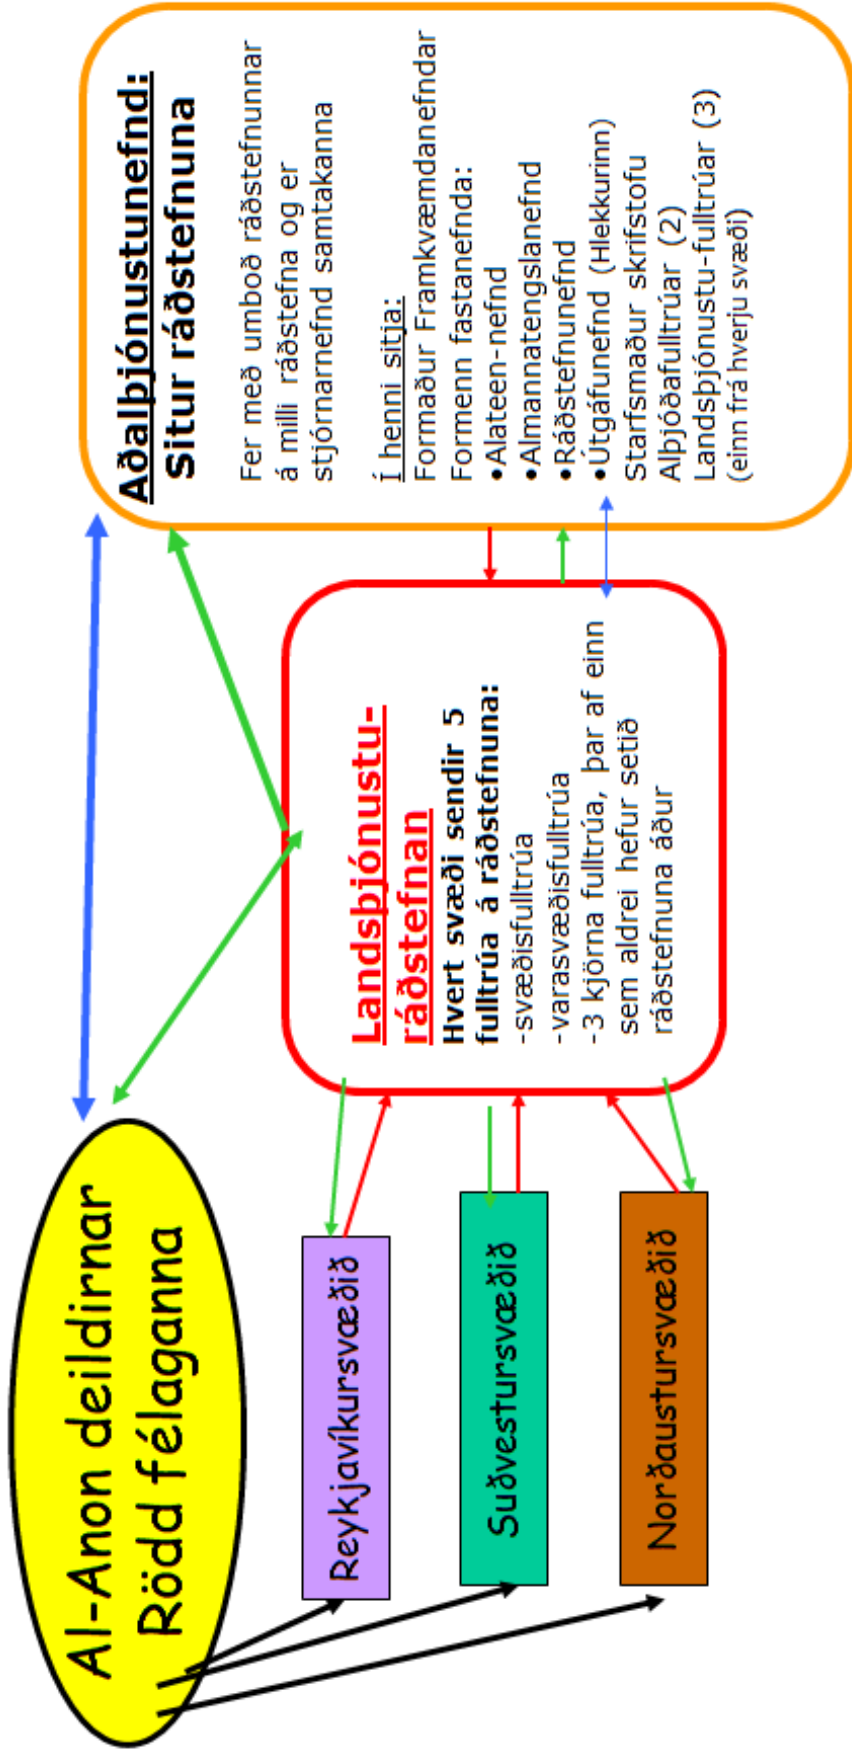 Al-Anon deildirnar
Rödd félaganna
Reykjavíkursvæðið
Suðvestursvæðið
Norðaustursvæðið
Landsþjónustu-
ráðstefnan
Hvert svæði sendir 5
fulltrúa á ráðstefnuna:
-svæðisfulltrúa
-varasvæðisfulltrúa
-3 kjörna fulltrúa, þar af einn
sem aldrei hefur setið
ráðstefnuna áður
Aðalþjónustunefnd:
Situr ráðstefnuna
Fer með umboð ráðstefnunnar
á milli ráðstefna og er
stjórnarnefnd samtakanna
Í henni sitja:
Formaður Framkvæmdanefndar
Formenn fastanefnda:
•Alateen-nefnd
•Almannatengslanefnd
•Ráðstefnunefnd
•Útgáfunefnd (Hlekkurinn)
Starfsmaður skrifstofu
Alþjóðafulltrúar (2)
Landsþjónustu-fulltrúar (3)
(einn frá hverju svæði)